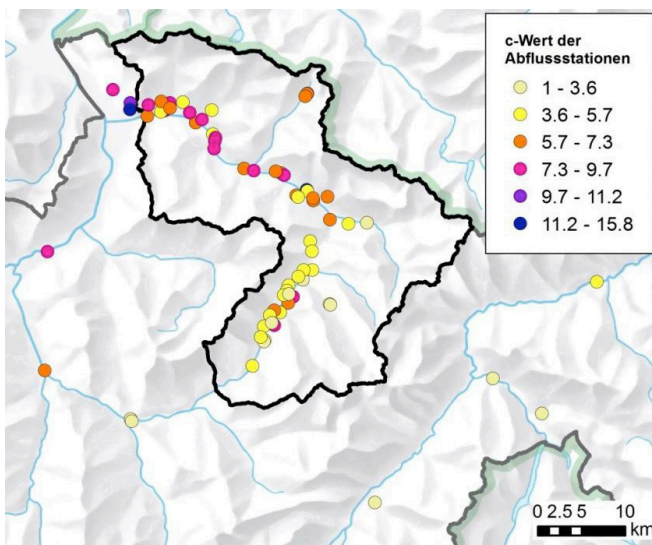 c-Wert der
Abflussstationen
1 - 3.6
3.6 - 5.7
5.7 - 7.3
7.3 - 9.7
9.7 - 11.2
11.2 - 15.8
0 2.5 5 10
km